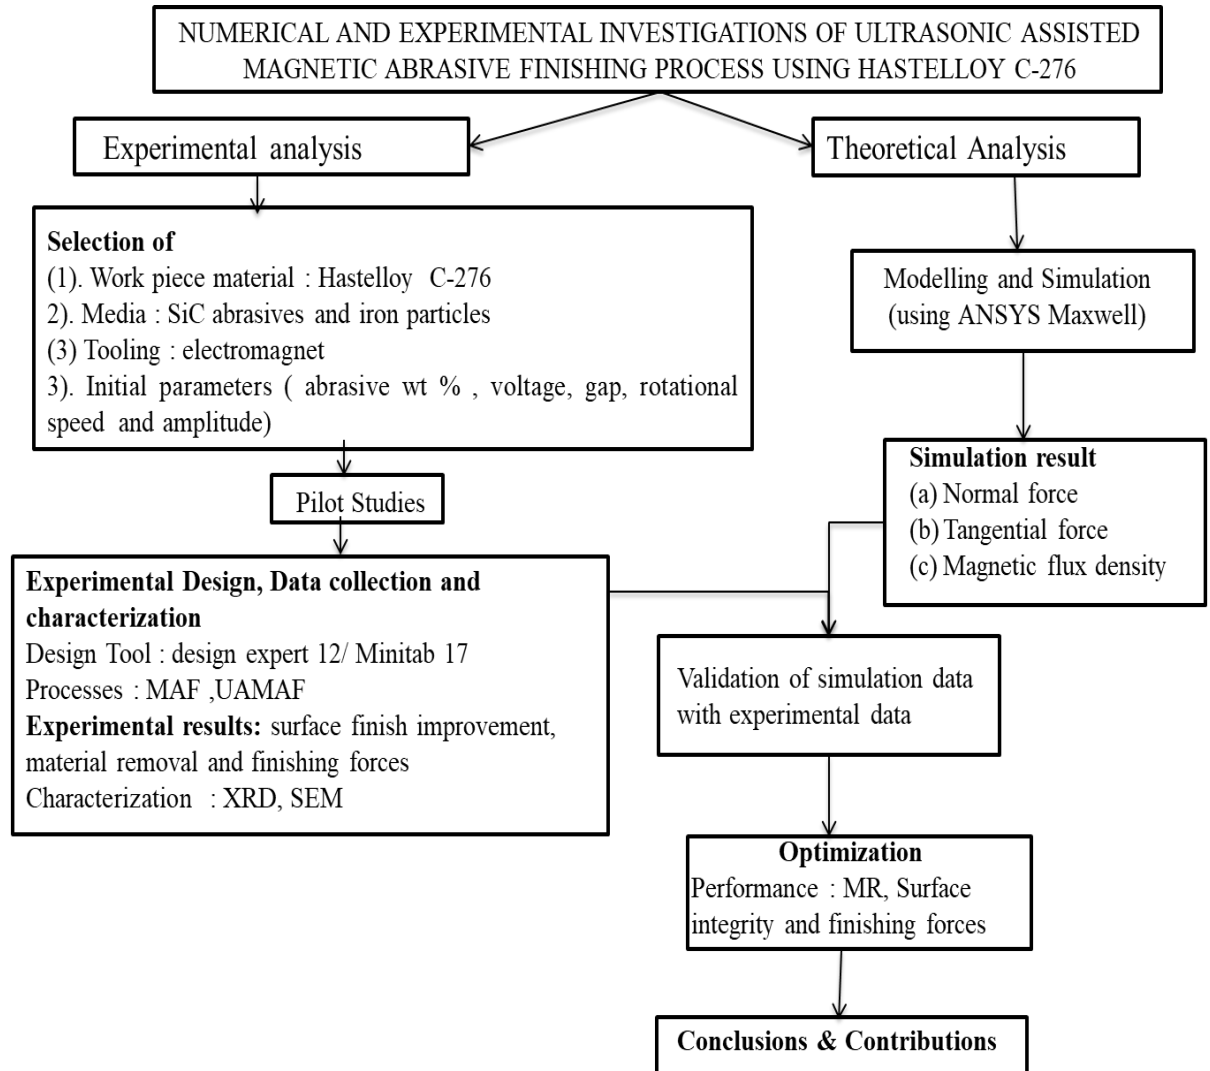 NUMERICAL AND EXPERIMENTAL INVESTIGATIONS OF ULTRASONIC ASSISTED
MAGNETIC ABRASIVE FINISHING PROCESS USING HASTELLOY C-276
Experimental analysis
Theoretical Analysis
Selection of
(1). Work piece material : Hastelloy C-276
2). Media : SiC abrasives and iron particles
(3) Tooling : electromagnet
3). Initial parameters ( abrasive wt % , voltage, gap, rotational
speed and amplitude)
Modelling and Simulation
(using ANSYS Maxwell)
Pilot Studies
Simulation result
(a) Normal force
(b) Tangential force
(c) Magnetic flux density
Experimental Design, Data collection and
characterization
Design Tool : design expert 12/ Minitab 17
Processes : MAF ,UAMAF
Experimental results: surface finish improvement,
material removal and finishing forces
Characterization : XRD, SEM
Validation of simulation data
with experimental data
Optimization
Performance : MR, Surface
integrity and finishing forces
Conclusions & Contributions